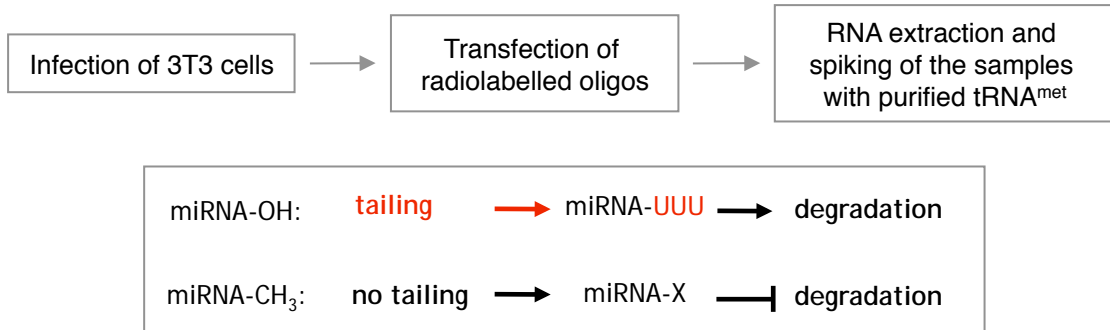 Infection of 3T3 cells
Transfection of
radiolabelled oligos
RNA extraction and
spiking of the samples
with purified tRNAᵐᵉᵗ
miRNA-OH: tailing miRNA-UUU degradation
miRNA-CH₃: no tailing miRNA-X degradation